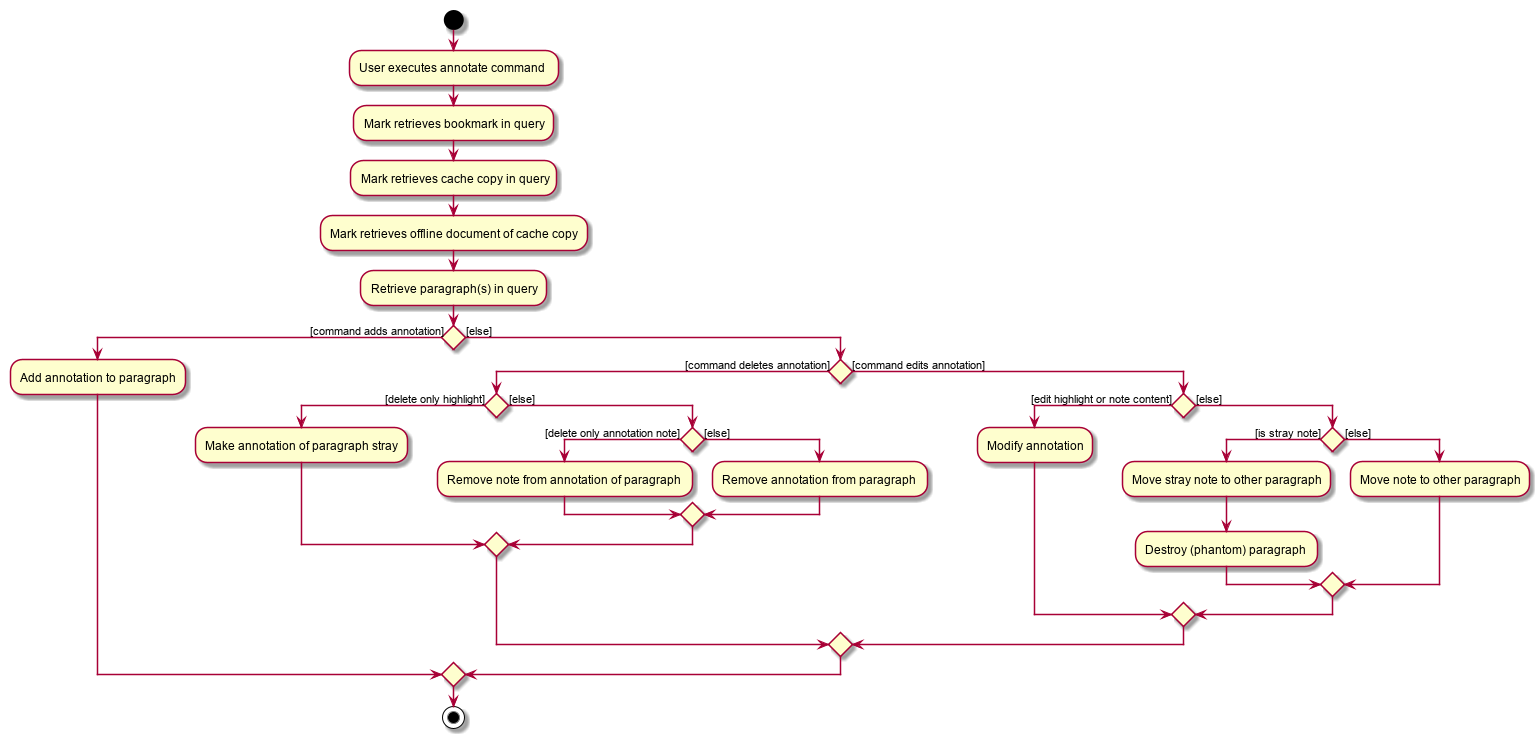 User executes annotate command
Mark retrieves bookmark in query
Mark retrieves cache copy in query
Mark retrieves offline document of cache copy
Retrieve paragraph(s) in query
[command adds annotation]
[else]
Add annotation to paragraph
[command deletes annotation]
[command edits annotation]
[delete only highlight]
[else]
Make annotation of paragraph stray
[delete only annotation note]
[else]
Remove note from annotation of paragraph
Remove annotation from paragraph
[edit highlight or note content]
[else]
Modify annotation
[is stray note]
[else]
Move stray note to other paragraph
Move note to other paragraph
Destroy (phantom) paragraph